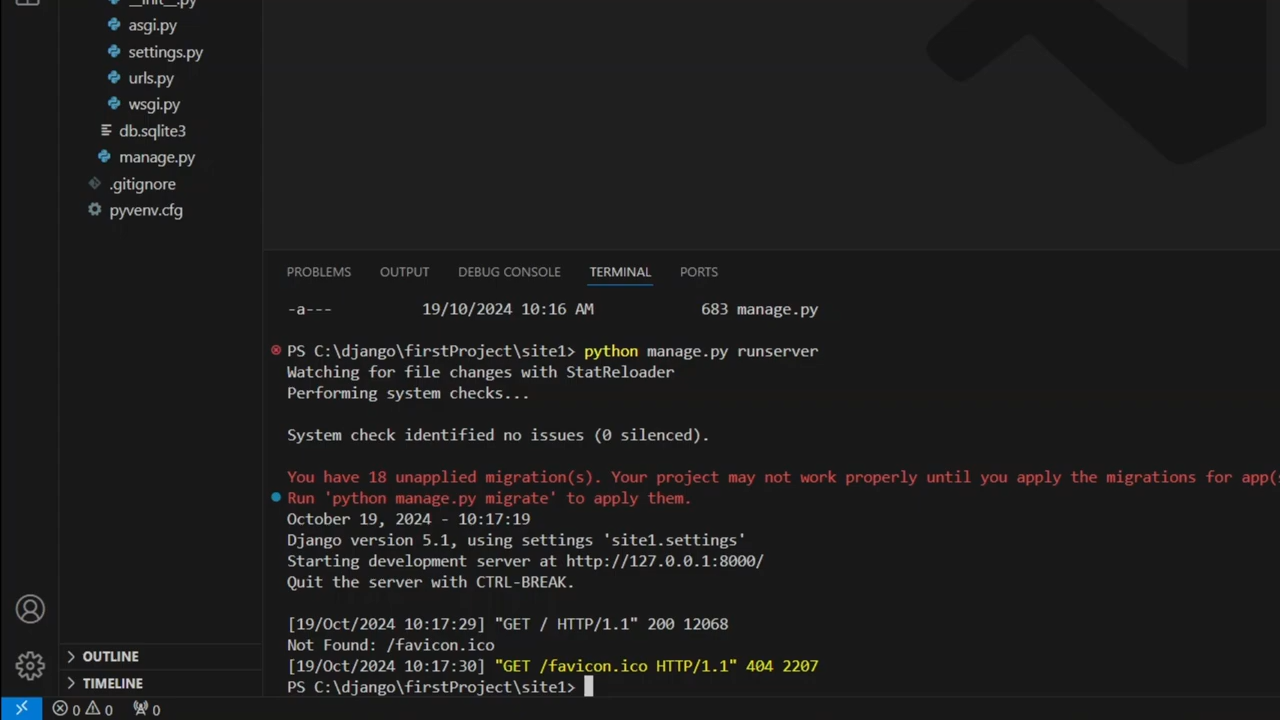 __init__.py
asgi.py
settings.py
urls.py
wsgi.py
db.sqlite3
manage.py
.gitignore
pyvenv.cfg
OUTLINE
TIMELINE
PROBLEMS OUTPUT DEBUG CONSOLE TERMINAL PORTS
-a--- 19/10/2024 10:16 AM 683 manage.py
PS C:\django\firstProject\site1> python manage.py runserver
Watching for file changes with StatReloader
Performing system checks...
System check identified no issues (0 silenced).
You have 18 unapplied migration(s). Your project may not work properly until you apply the migrations for app(s
Run 'python manage.py migrate' to apply them.
October 19, 2024 - 10:17:19
Django version 5.1, using settings 'site1.settings'
Starting development server at http://127.0.0.1:8000/
Quit the server with CTRL-BREAK.
[19/Oct/2024 10:17:29] "GET / HTTP/1.1" 200 12068
Not Found: /favicon.ico
[19/Oct/2024 10:17:30] "GET /favicon.ico HTTP/1.1" 404 2207
PS C:\django\firstProject\site1>
0 0 0